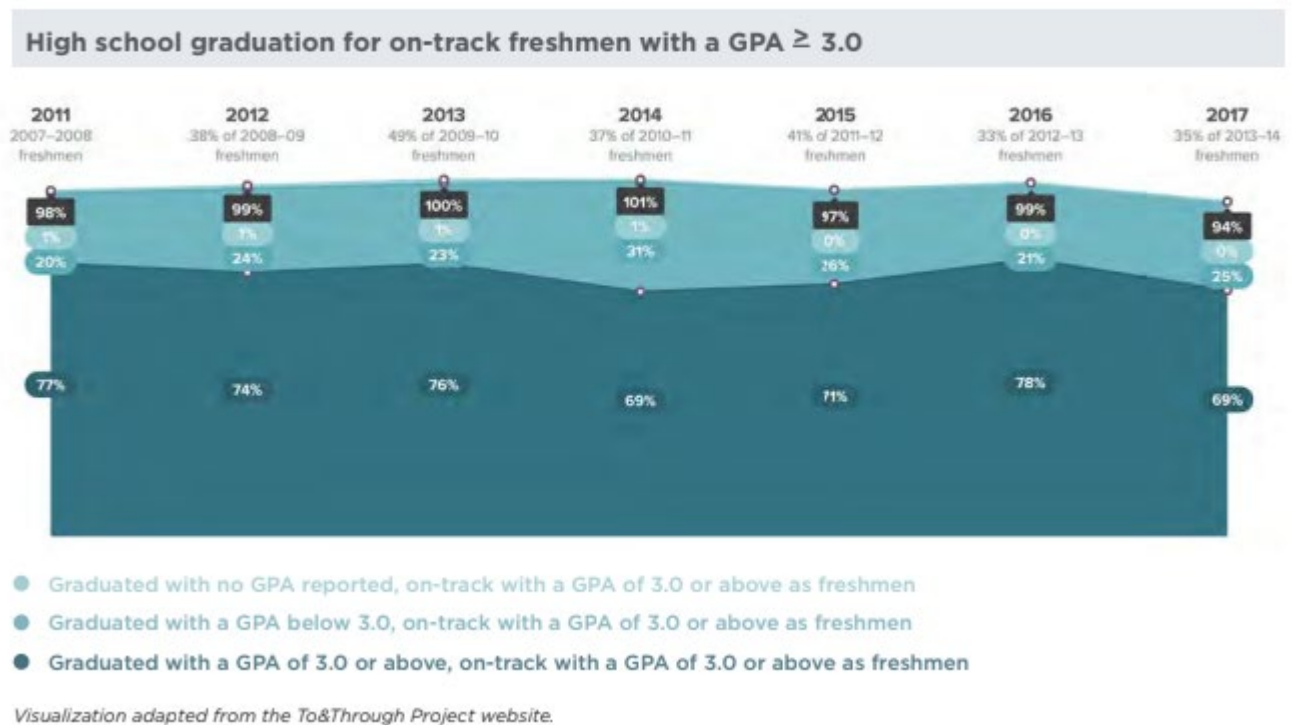 High school graduation for on-track freshmen with a GPA ≥ 3.0
2011 2012 2013 2014 2015 2016 2017
2007–2008 38% of 2008–09 49% of 2009–10 37% of 2010–11 41% of 2011–12 33% of 2012–13 35% of 2013–14
freshmen freshmen freshmen freshmen freshmen freshmen freshmen
98% 99% 100% 101% 97% 99% 94%
1% 1% 1% 1% 0% 0% 0%
20% 24% 23% 31% 26% 21% 25%
77% 74% 76% 69% 71% 78% 69%
Graduated with no GPA reported, on-track with a GPA of 3.0 or above as freshmen
Graduated with a GPA below 3.0, on-track with a GPA of 3.0 or above as freshmen
Graduated with a GPA of 3.0 or above, on-track with a GPA of 3.0 or above as freshmen
Visualization adapted from the To&Through Project website.